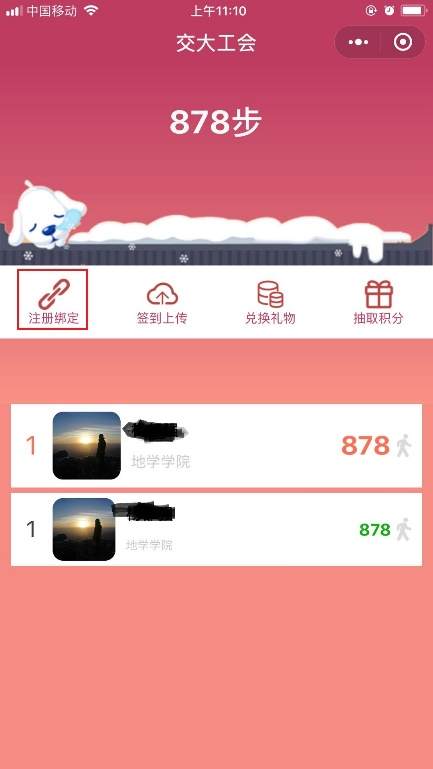 中国移动
上午11:10
交大工会
878步
注册绑定
签到上传
兑换礼物
抽取积分
1
地学学院
878
1
地学学院
878